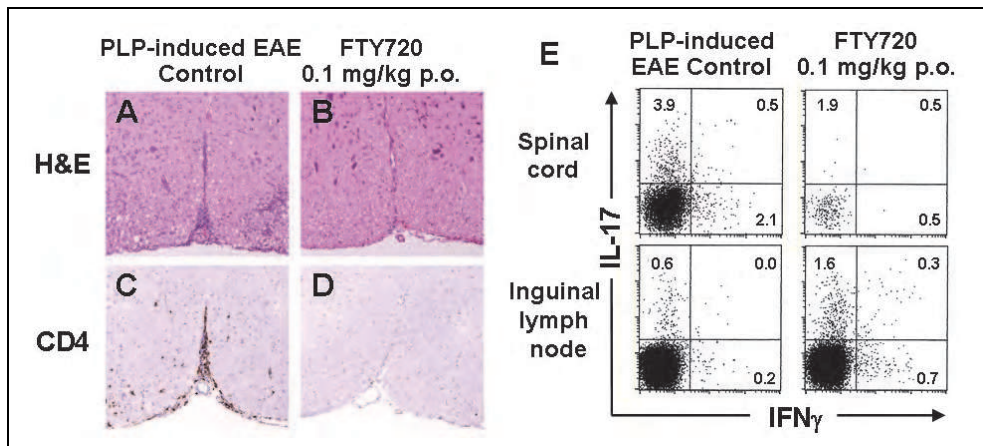 PLP-induced EAE
Control
FTY720
0.1 mg/kg p.o.
A
B
H&E
C
D
CD4
E
PLP-induced
EAE Control
FTY720
0.1 mg/kg p.o.
Spinal
cord
3.9
0.5
2.1
1.9
0.5
0.5
IL-17
Inguinal
lymph
node
0.6
0.0
0.2
1.6
0.3
0.7
IFNγ